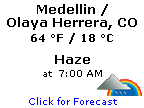 Medellin /
Olaya Herrera, CO
64 °F / 18 °C
Haze
at 7:00 AM
Click for Forecast